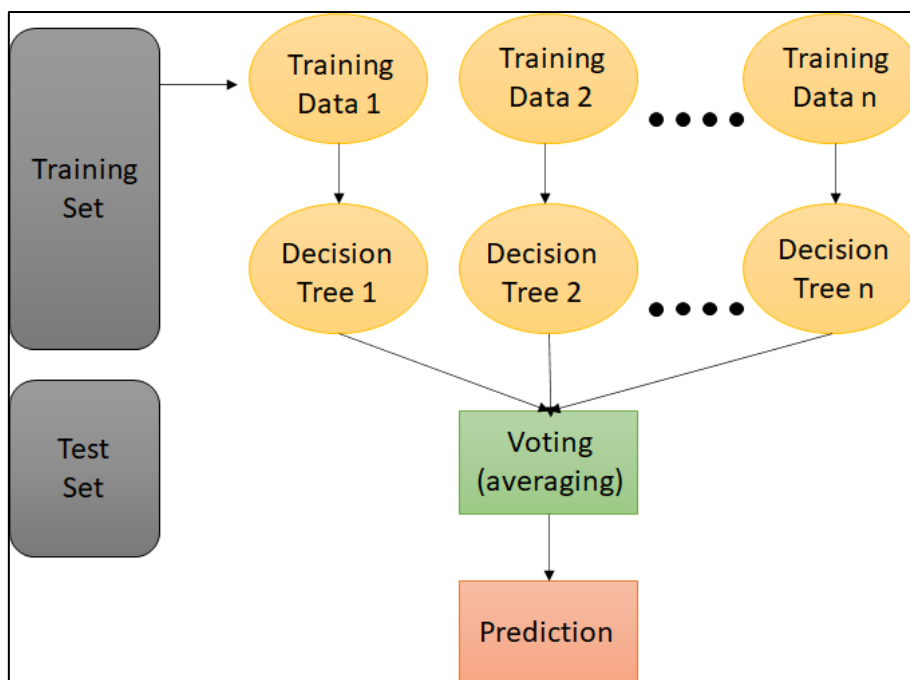 Training
Set
Training
Data 1
Training
Data 2
Training
Data n
Decision
Tree 1
Decision
Tree 2
Decision
Tree n
Test
Set
Voting
(averaging)
Prediction